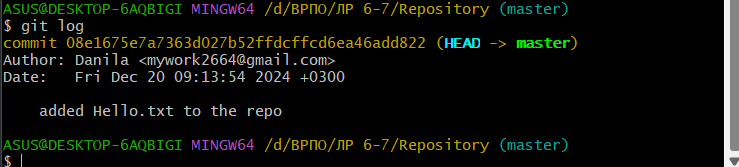 ASUS@DESKTOP-6AQBIGI MINGW64 /d/ВРПО/ЛР 6-7/Repository (master)
$ git log
commit 08e1675e7a7363d027b52ffdcffcd6ea46add822 (HEAD -> master)
Author: Danila <mywork2664@gmail.com>
Date:   Fri Dec 20 09:13:54 2024 +0300

    added Hello.txt to the repo

ASUS@DESKTOP-6AQBIGI MINGW64 /d/ВРПО/ЛР 6-7/Repository (master)
$